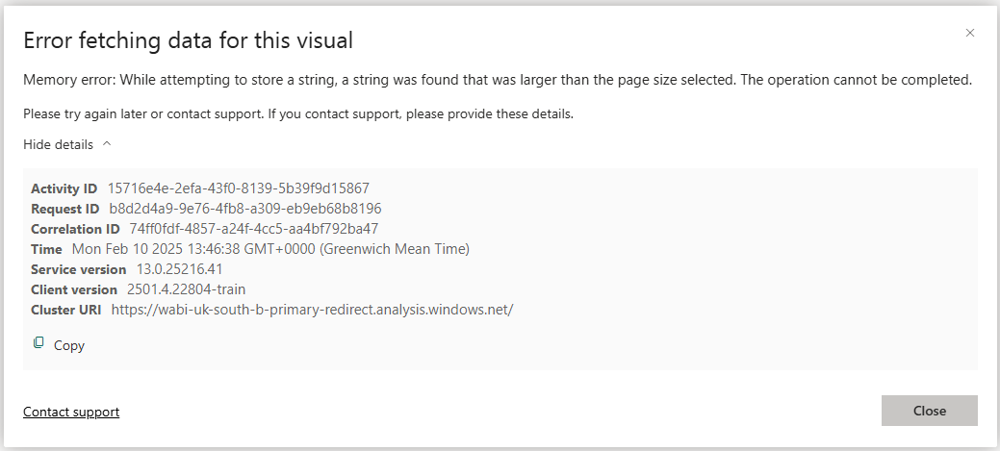 Error fetching data for this visual
Memory error: While attempting to store a string, a string was found that was larger than the page size selected. The operation cannot be completed.
Please try again later or contact support. If you contact support, please provide these details.
Hide details
Activity ID 15716e4e-2efa-43f0-8139-5b39f9d15867
Request ID b8d2d4a9-9e76-4fb8-a309-eb9eb68b8196
Correlation ID 74ff0fdf-4857-a24f-4cc5-aa4bf792ba47
Time Mon Feb 10 2025 13:46:38 GMT+0000 (Greenwich Mean Time)
Service version 13.0.25216.41
Client version 2501.4.22804-train
Cluster URI https://wabi-uk-south-b-primary-redirect.analysis.windows.net/
Copy
Contact support
Close